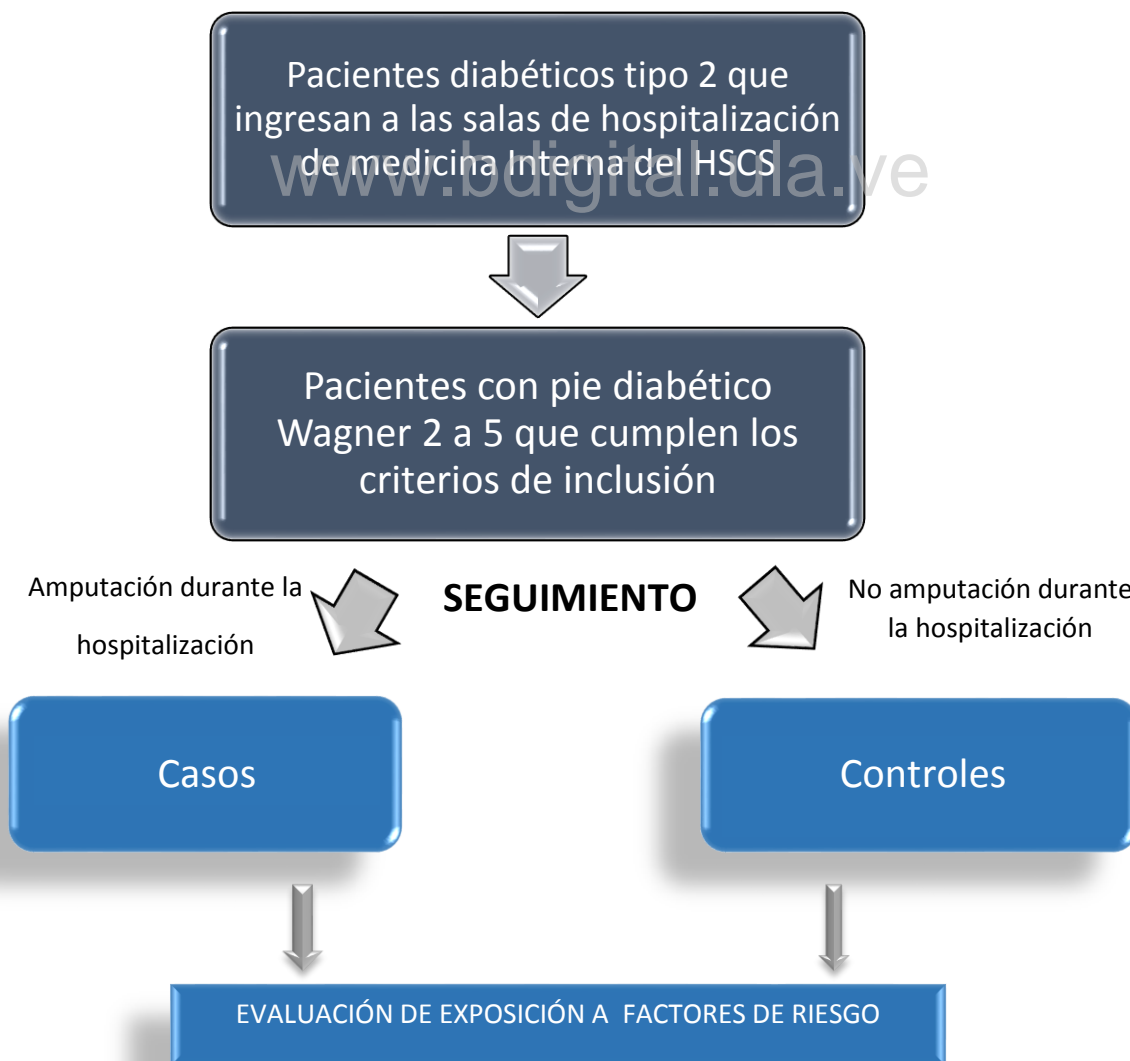 Pacientes diabéticos tipo 2 que
ingresan a las salas de hospitalización
de medicina Interna del HSCS
www.bdigital.ula.ve
Pacientes con pie diabético
Wagner 2 a 5 que cumplen los
criterios de inclusión
Amputación durante la
hospitalización
SEGUIMIENTO
No amputación durante
la hospitalización
Casos
Controles
EVALUACIÓN DE EXPOSICIÓN A FACTORES DE RIESGO